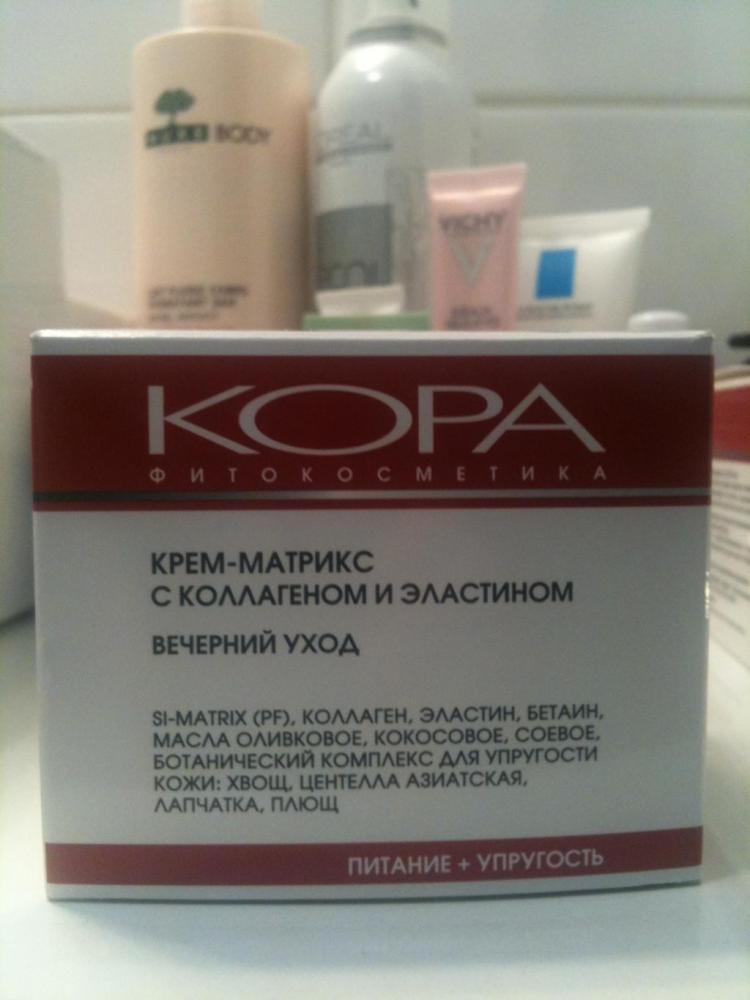 NUXE BODY
VICHY
КОРА
ФИТОКОСМЕТИКА
КРЕМ-МАТРИКС
С КОЛЛАГЕНОМ И ЭЛАСТИНОМ
ВЕЧЕРНИЙ УХОД
SI-MATRIX (PF), КОЛЛАГЕН, ЭЛАСТИН, БЕТАИН,
МАСЛА ОЛИВКОВОЕ, КОКОСОВОЕ, СОЕВОЕ,
БОТАНИЧЕСКИЙ КОМПЛЕКС ДЛЯ УПРУГОСТИ
КОЖИ: ХВОЩ, ЦЕНТЕЛЛА АЗИАТСКАЯ,
ЛАПЧАТКА, ПЛЮЩ
ПИТАНИЕ + УПРУГОСТЬ